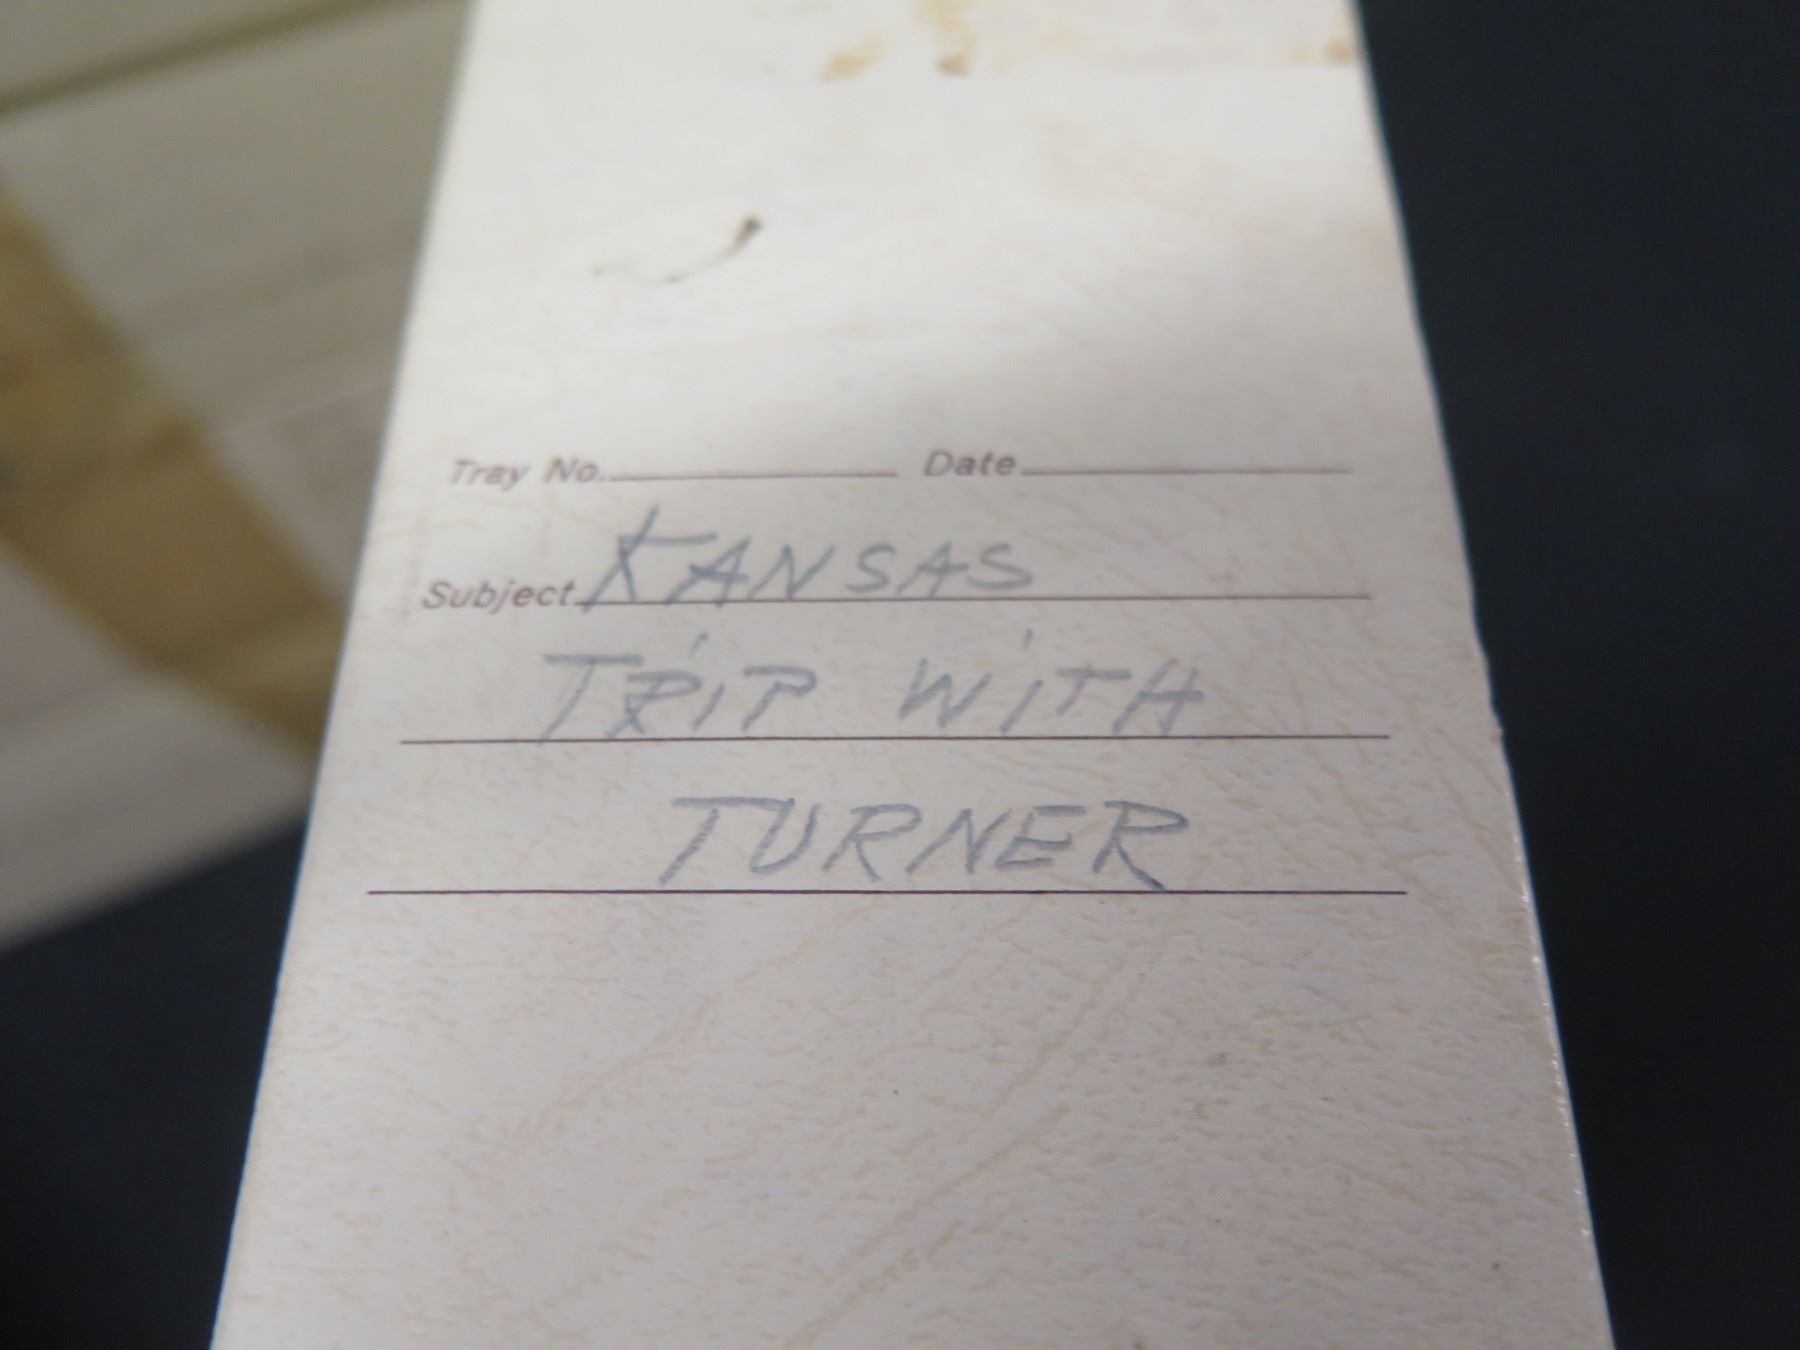 Tray No. Date
Subject KANSAS
TRiP WiTH
TURNER